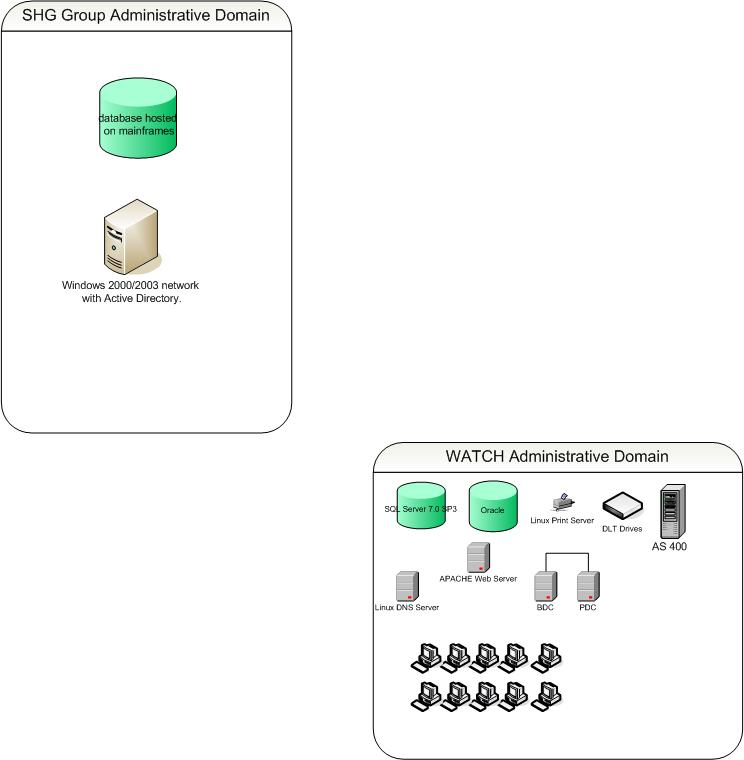 SHG Group Administrative Domain
database hosted
on mainframes
Windows 2000/2003 network
with Active Directory.
WATCH Administrative Domain
SQL Server 7.0 SP3
Oracle
Linux Print Server
DLT Drives
AS 400
APACHE Web Server
Linux DNS Server
BDC
PDC